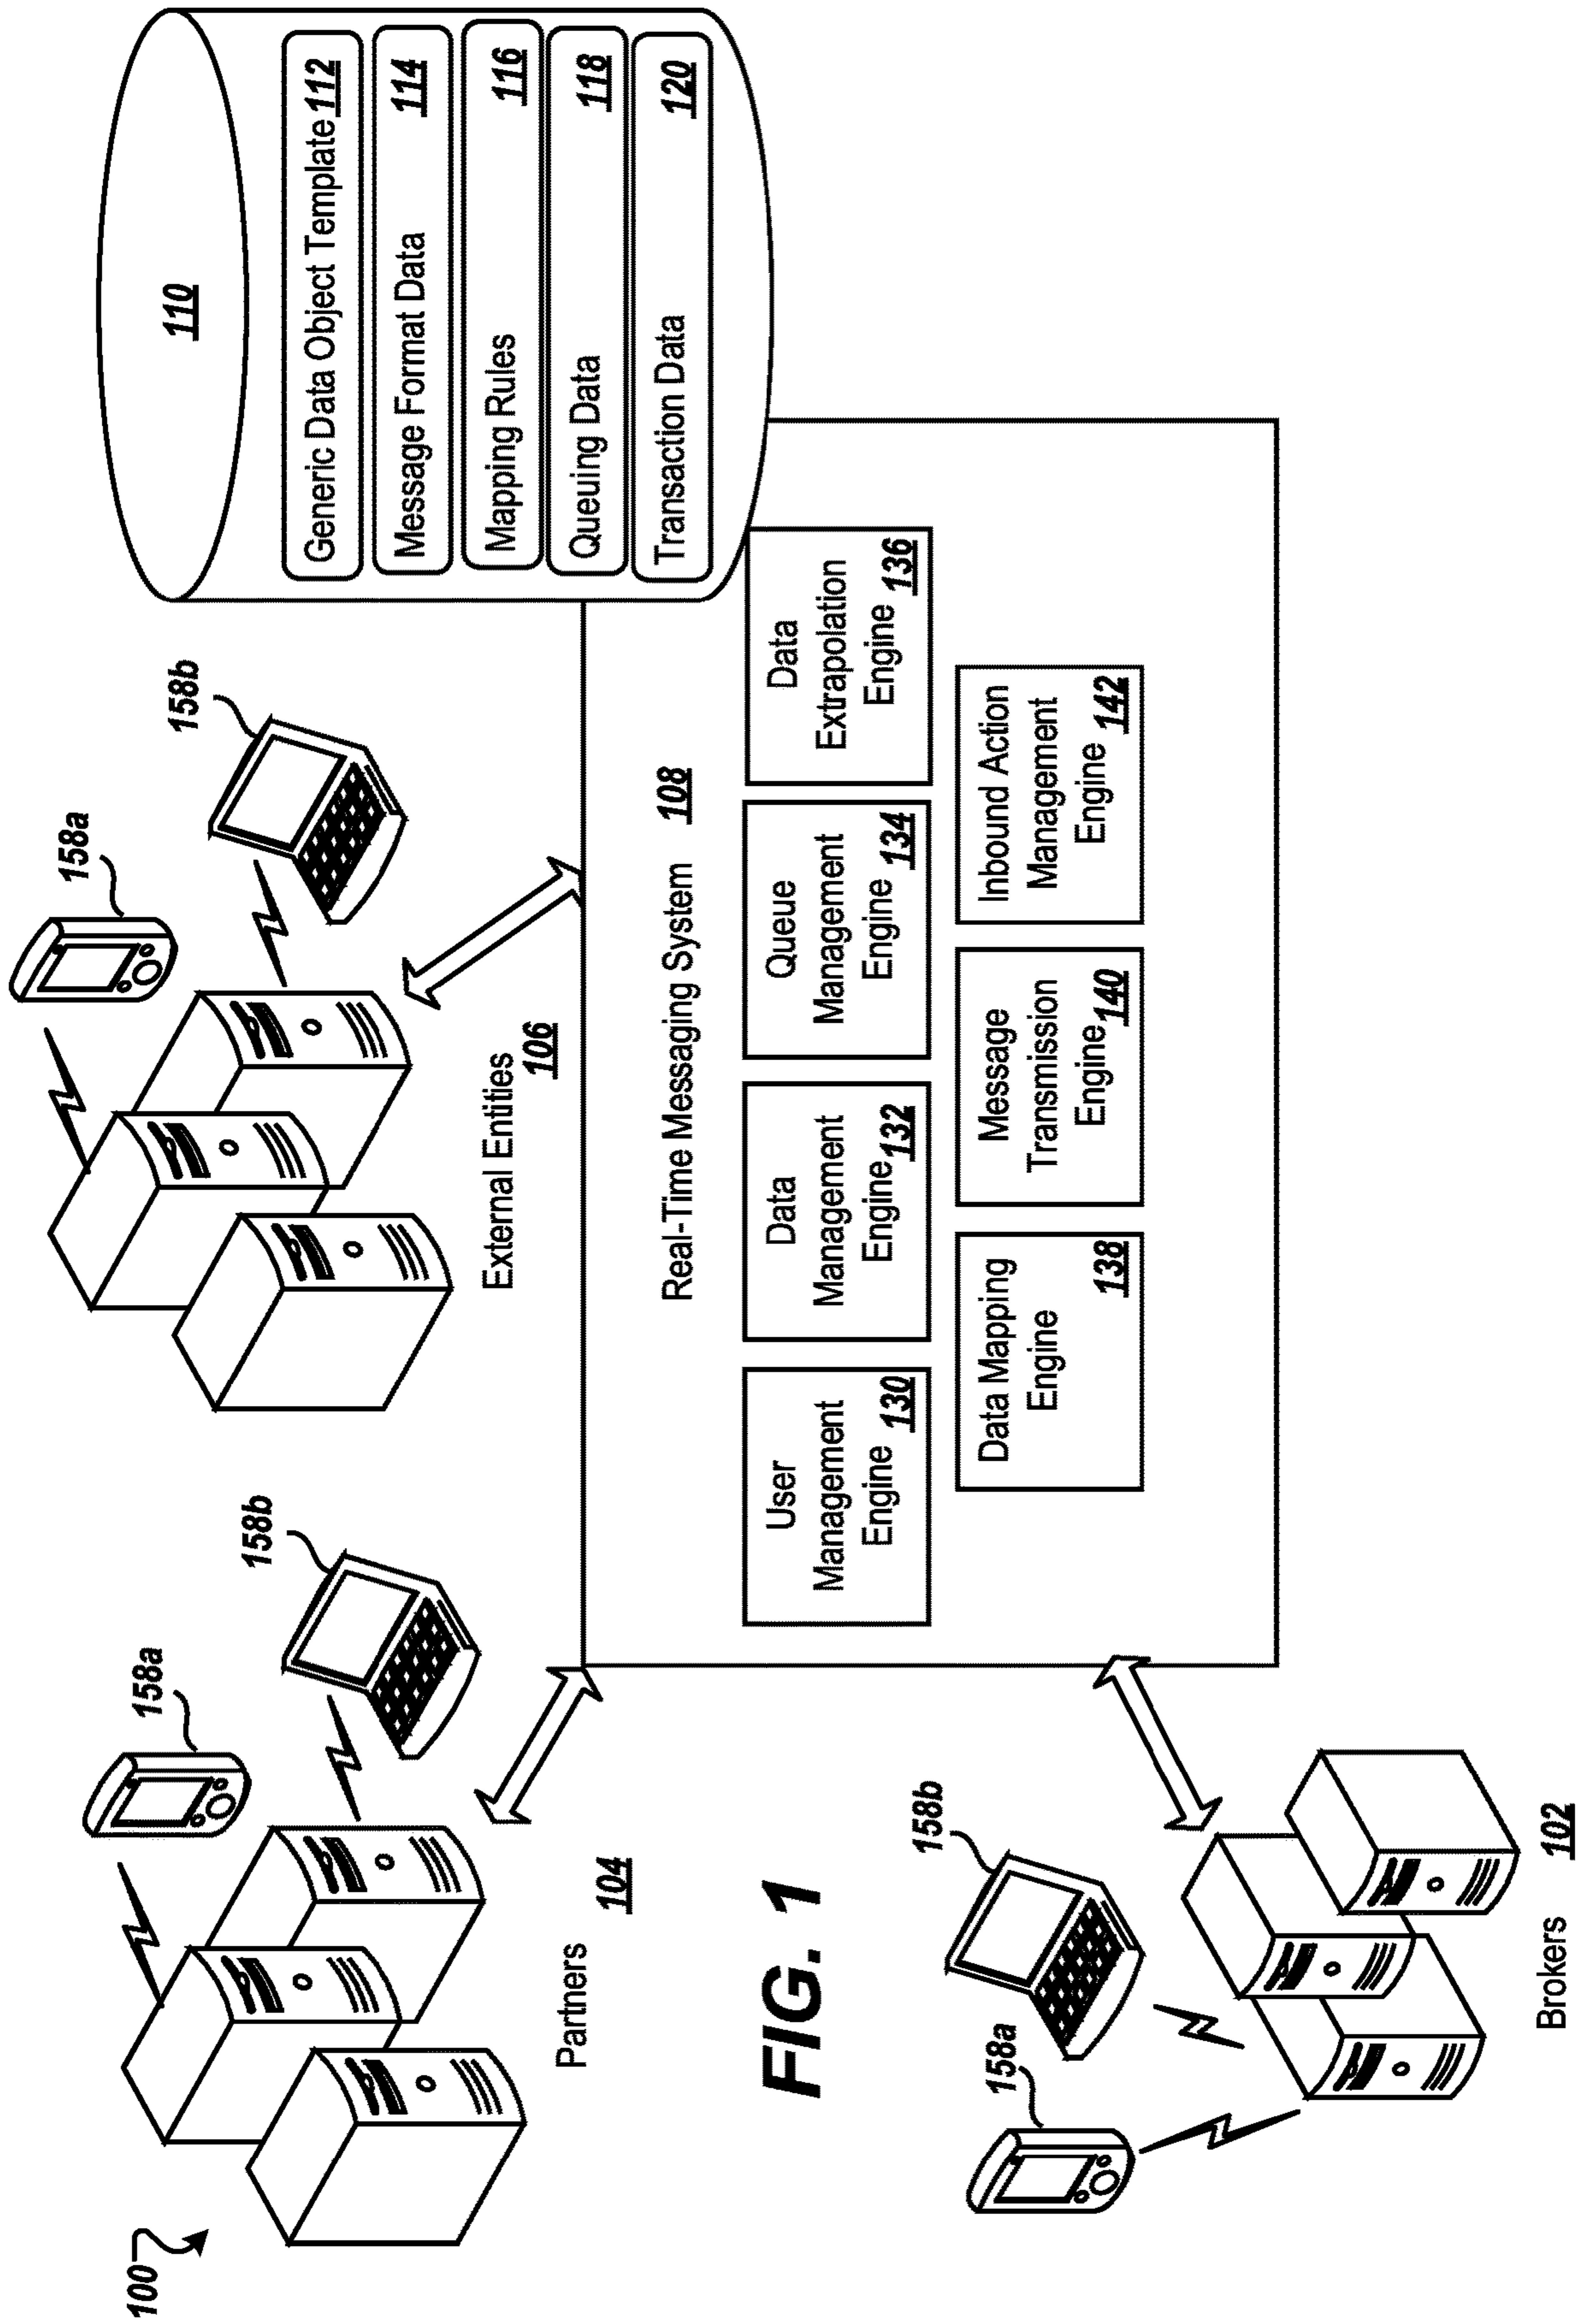 100
158a
158b
Partners
104
158a
158b
External Entities
106
110
Generic Data Object Template 112
Message Format Data 114
Mapping Rules 116
Queuing Data 118
Transaction Data 120
Real-Time Messaging System 108
User
Management
Engine 130
Data
Management
Engine 132
Queue
Management
Engine 134
Data
Extrapolation
Engine 136
Data Mapping
Engine
138
Message
Transmission
Engine 140
Inbound Action
Management
Engine 142
FIG. 1
158a
158b
Brokers
102